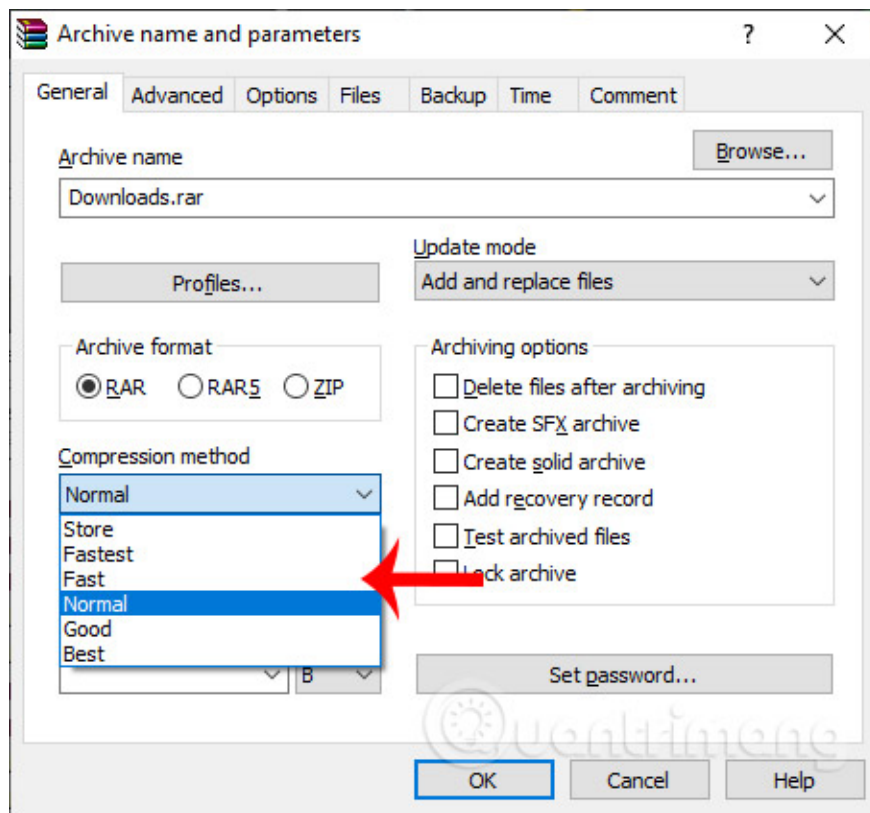 Archive name and parameters ?
General Advanced Options Files Backup Time Comment
Archive name
Browse...
Downloads.rar
Update mode
Profiles...
Add and replace files
Archive format
RAR RAR5 ZIP
Compression method
Normal
Store
Fastest
Fast
Normal
Good
Best
B
Archiving options
Delete files after archiving
Create SFX archive
Create solid archive
Add recovery record
Test archived files
Lock archive
Set password...
Quantrimang
OK Cancel Help